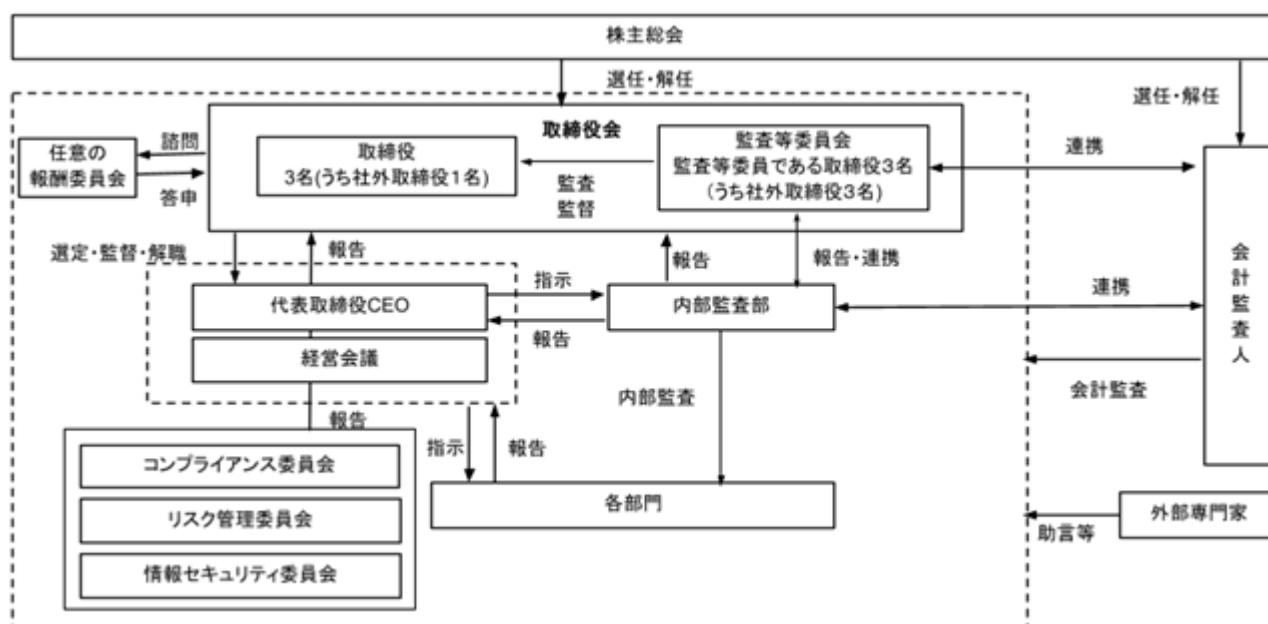 株主総会
選任・解任
選任・解任
取締役会
任意の
報酬委員会
諮問
答申
取締役
3名(うち社外取締役1名)
監査
監督
監査等委員会
監査等委員である取締役3名
(うち社外取締役3名)
連携
会計監査人
選定・監督・解職
報告
報告
報告・連携
代表取締役CEO
指示
報告
内部監査部
連携
経営会議
会計監査
内部監査
報告
指示
報告
コンプライアンス委員会
リスク管理委員会
情報セキュリティ委員会
各部門
外部専門家
助言等